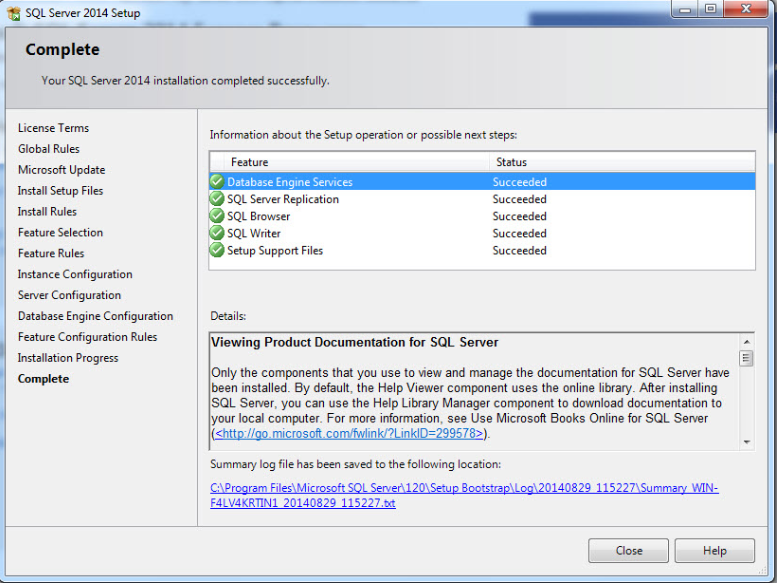 SQL Server 2014 Setup
Complete
Your SQL Server 2014 installation completed successfully.
License Terms
Global Rules
Microsoft Update
Install Setup Files
Install Rules
Feature Selection
Feature Rules
Instance Configuration
Server Configuration
Database Engine Configuration
Feature Configuration Rules
Installation Progress
Complete
Information about the Setup operation or possible next steps:
Feature Status
Database Engine Services Succeeded
SQL Server Replication Succeeded
SQL Browser Succeeded
SQL Writer Succeeded
Setup Support Files Succeeded
Details:
Viewing Product Documentation for SQL Server
Only the components that you use to view and manage the documentation for SQL Server have
been installed. By default, the Help Viewer component uses the online library. After installing
SQL Server, you can use the Help Library Manager component to download documentation to
your local computer. For more information, see Use Microsoft Books Online for SQL Server
(<http://go.microsoft.com/fwlink/?LinkID=299578>).
Summary log file has been saved to the following location:
C:\Program Files\Microsoft SQL Server\120\Setup Bootstrap\Log\20140829_115227\Summary_WIN-
F4LV4KRTIN1_20140829_115227.txt
Close Help